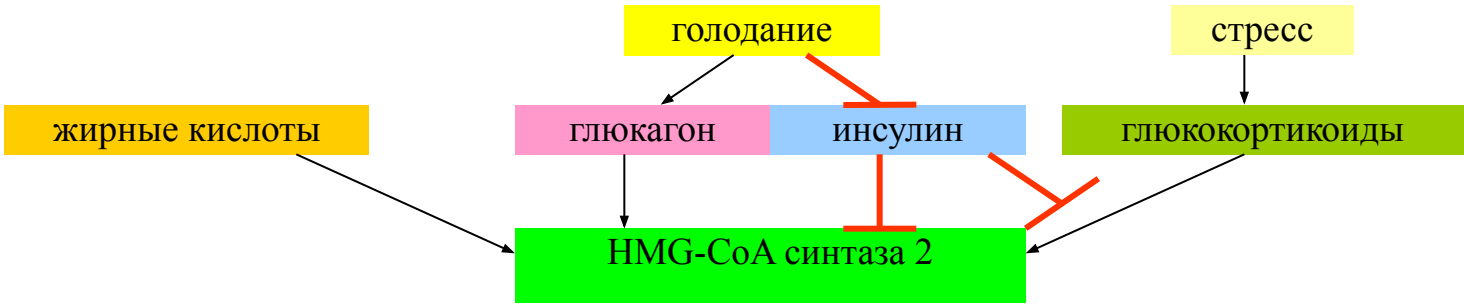 голодание
стресс
жирные кислоты
глюкагон
инсулин
глюкокортикоиды
HMG-CoA синтаза 2